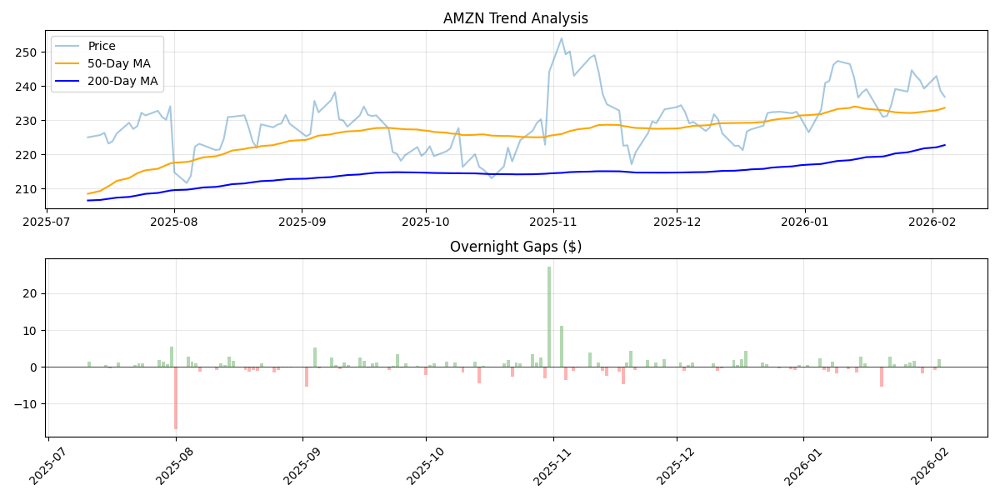 AMZN Trend Analysis
Price
50-Day MA
200-Day MA
250
240
230
220
210
2025-07 2025-08 2025-09 2025-10 2025-11 2025-12 2026-01 2026-02
Overnight Gaps ($)
20
10
0
−10
2025-07 2025-08 2025-09 2025-10 2025-11 2025-12 2026-01 2026-02